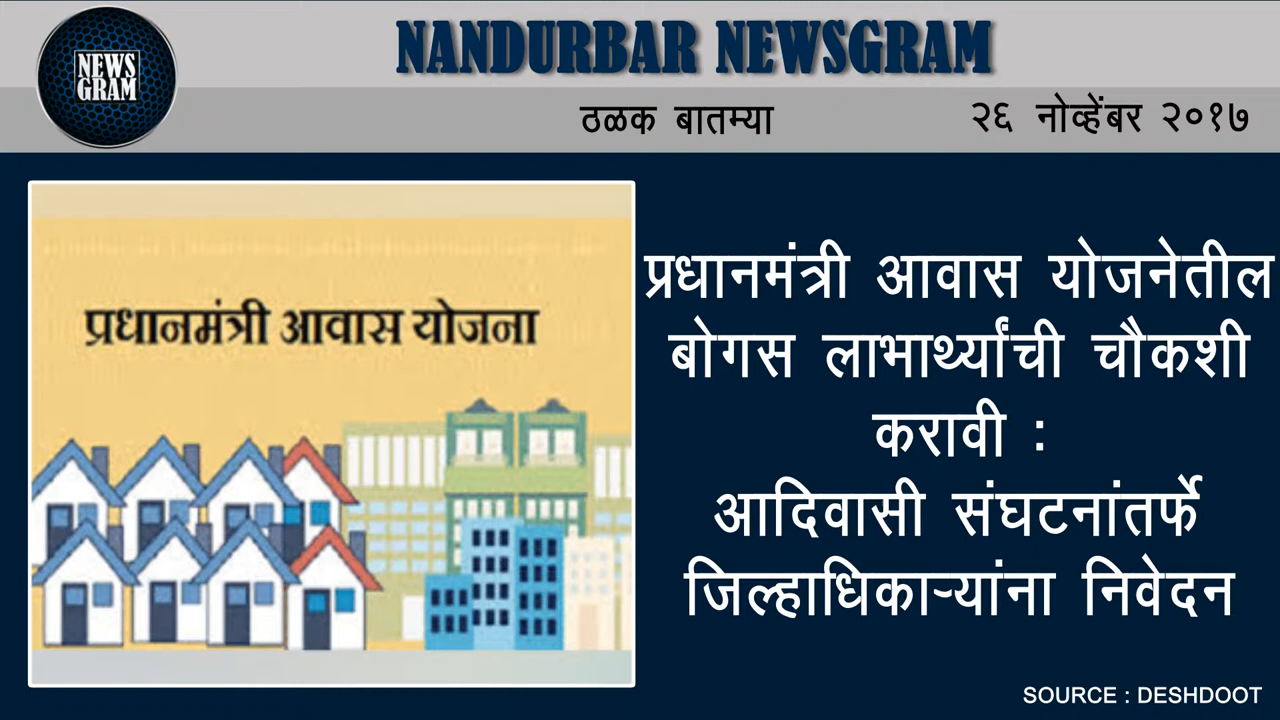 NEWS
GRAM
NANDURBAR NEWSGRAM
ठळक बातम्या
२६ नोव्हेंबर २०१७
प्रधानमंत्री आवास योजना
प्रधानमंत्री आवास योजनेतील
बोगस लाभार्थ्यांची चौकशी
करावी :
आदिवासी संघटनांतर्फे
जिल्हाधिकाऱ्यांना निवेदन
SOURCE : DESHDOOT